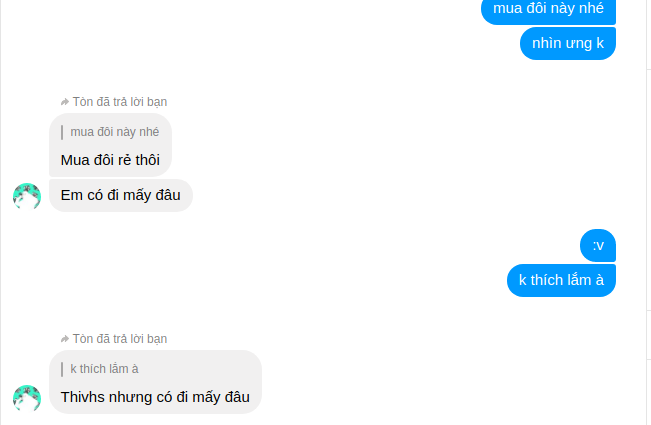 mua đôi này nhé
nhìn ưng k
Tòn đã trả lời bạn
mua đôi này nhé
Mua đôi rẻ thôi
Em có đi mấy đâu
:v
k thích lắm à
Tòn đã trả lời bạn
k thích lắm à
Thivhs nhưng có đi mấy đâu